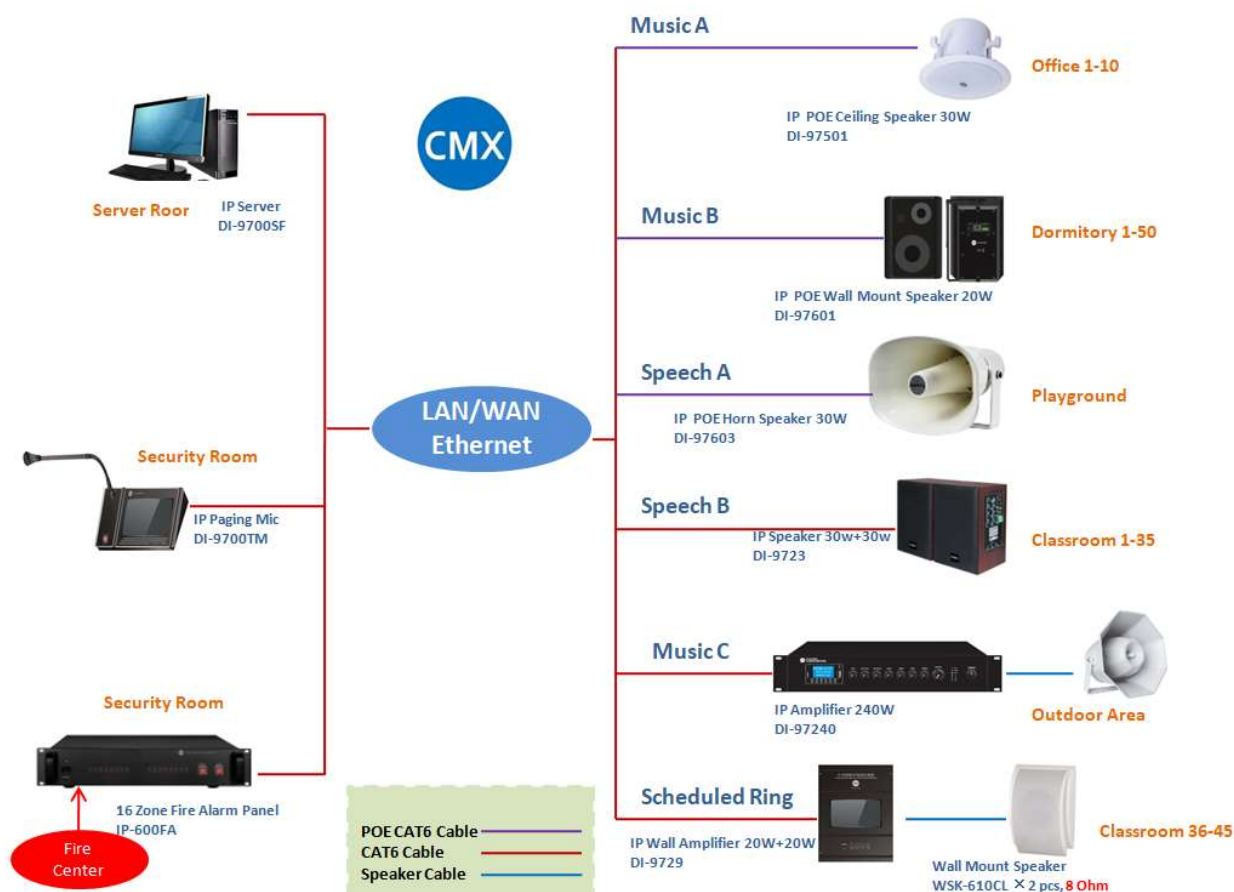 Music A
Office 1-10
IP POE Ceiling Speaker 30W
DI-97501
CMX
Server Roor
IP Server
DI-9700SF
Music B
Dormitory 1-50
IP POE Wall Mount Speaker 20W
DI-97601
Speech A
Playground
IP POE Horn Speaker 30W
DI-97603
LAN/WAN
Ethernet
Security Room
IP Paging Mic
DI-9700TM
Speech B
IP Speaker 30w+30w
DI-9723
Classroom 1-35
Music C
IP Amplifier 240W
DI-97240
Outdoor Area
Security Room
16 Zone Fire Alarm Panel
IP-600FA
Fire
Center
Scheduled Ring
IP Wall Amplifier 20W+20W
DI-9729
Classroom 36-45
Wall Mount Speaker
WSK-610CL ×2 pcs, 8 Ohm
POE CAT6 Cable
CAT6 Cable
Speaker Cable